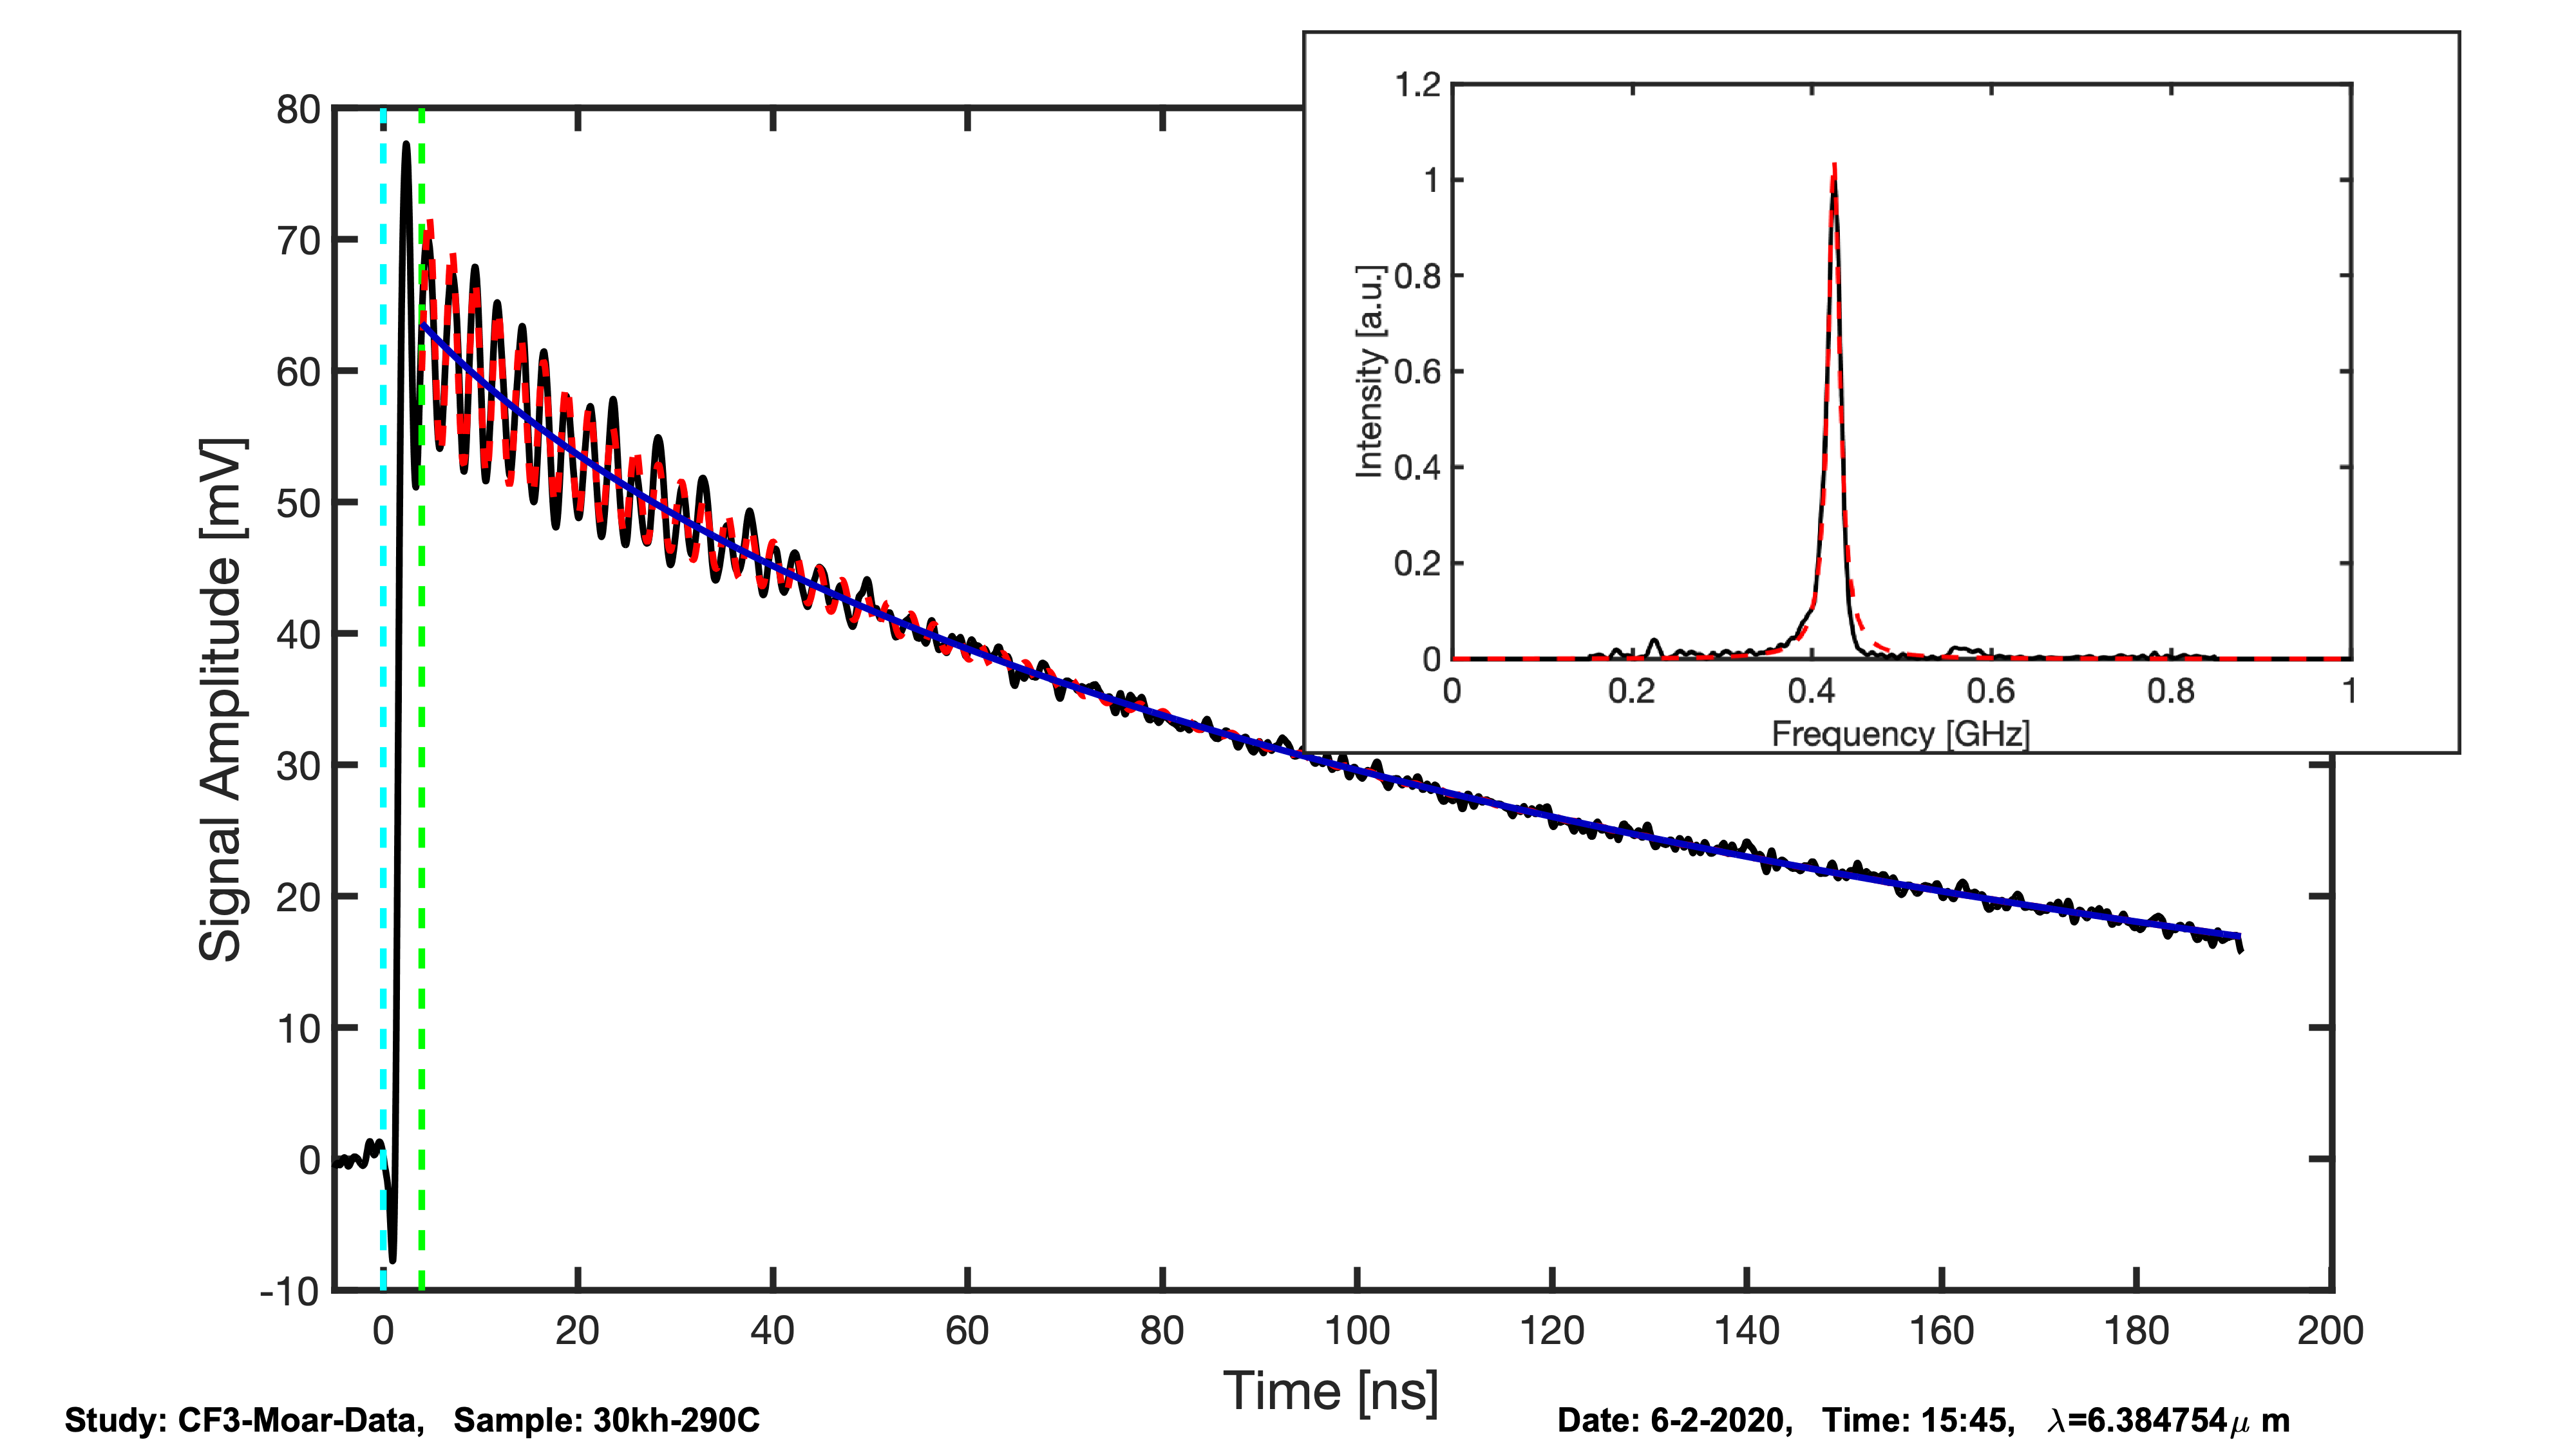 1.2
1
0.8
0.6
0.4
0.2
0
Intensity [a.u.]
0 0.2 0.4 0.6 0.8 1
Frequency [GHz]
80
70
60
50
40
30
20
10
0
-10
Signal Amplitude [mV]
0 20 40 60 80 100 120 140 160 180 200
Time [ns]
Study: CF3-Moar-Data, Sample: 30kh-290C
Date: 6-2-2020, Time: 15:45, λ=6.384754μ m